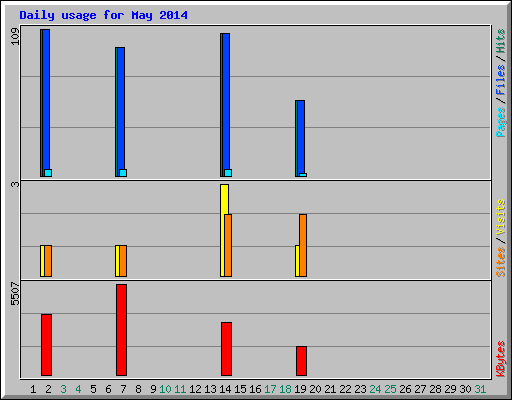 Daily usage for May 2014
109
3
5507
Pages / Files / Hits
Sites / Visits
KBytes
1 2 3 4 5 6 7 8 9 10 11 12 13 14 15 16 17 18 19 20 21 22 23 24 25 26 27 28 29 30 31